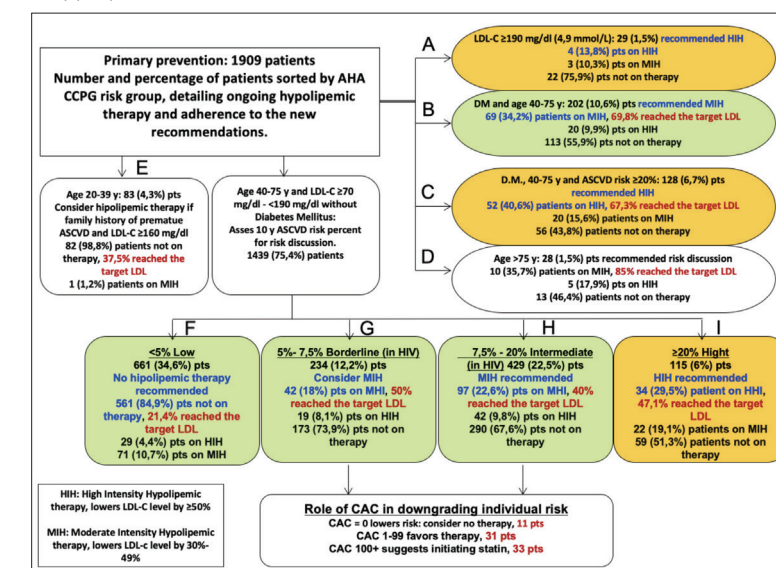 Primary prevention: 1909 patients
Number and percentage of patients sorted by AHA
CCPG risk group, detailing ongoing hypolipemic
therapy and adherence to the new
recommendations.
A
LDL-C ≥190 mg/dl (4,9 mmol/L): 29 (1,5%) recommended HIH
4 (13,8%) pts on HIH
3 (10,3%) pts on MIH
22 (75,9%) pts not on therapy
B
DM and age 40-75 y: 202 (10,6%) pts recommended MIH
69 (34,2%) patients on MIH, 69,8% reached the target LDL
20 (9,9%) pts on HIH
113 (55,9%) pts not on therapy
C
D.M., 40-75 y and ASCVD risk ≥20%: 128 (6,7%) pts
recommended HIH
52 (40,6%) patients on HIH, 67,3% reached the target LDL
20 (15,6%) patients on MIH
56 (43,8%) pts not on therapy
D
Age >75 y: 28 (1,5%) pts recommended risk discussion
10 (35,7%) patients on MIH, 85% reached the target LDL
5 (17,9%) pts on HIH
13 (46,4%) pts not on therapy
E
Age 20-39 y: 83 (4,3%) pts
Consider hipolipemic therapy if
family history of prematue
ASCVD and LDL-C ≥160 mg/dl
82 (98,8%) patients not on
therapy, 37,5% reached the
target LDL
1 (1,2%) patients on MIH
Age 40-75 y and LDL-C ≥70
mg/dl - <190 mg/dl without
Diabetes Mellitus:
Asses 10 y ASCVD risk percent
for risk discussion.
1439 (75,4%) patients
F
<5% Low
661 (34,6%) pts
No hipolipemic therapy
recommended
561 (84,9%) pts not on
therapy, 21,4% reached the
target LDL
29 (4,4%) pts on HIH
71 (10,7%) pts on MIH
G
5%- 7,5% Borderline (in HIV)
234 (12,2%) pts
Consider MIH
42 (18%) pts on MHI, 50%
reached the target LDL
19 (8,1%) pts on HIH
173 (73,9%) pts not on
therapy
H
7,5% - 20% Intermediate
(in HIV) 429 (22,5%) pts
MIH recommended
97 (22,6%) pts on MHI, 40%
reached the target LDL
42 (9,8%) pts on HIH
290 (67,6%) pts not on
therapy
I
≥20% Hight
115 (6%) pts
HIH recommended
34 (29,5%) patient on HHI,
47,1% reached the target
LDL
22 (19,1%) pts on MIH
59 (51,3%) patient not on
therapy
HIH: High Intensity Hypolipemic
therapy, lowers LDL-C level by ≥50%
MIH: Moderate Intensity Hypolipemic
therapy, lowers LDL-c level by 30%-
49%
Role of CAC in downgrading individual risk
CAC = 0 lowers risk: consider no therapy, 11 pts
CAC 1-99 favors therapy, 31 pts
CAC 100+ suggests initiating statin, 33 pts